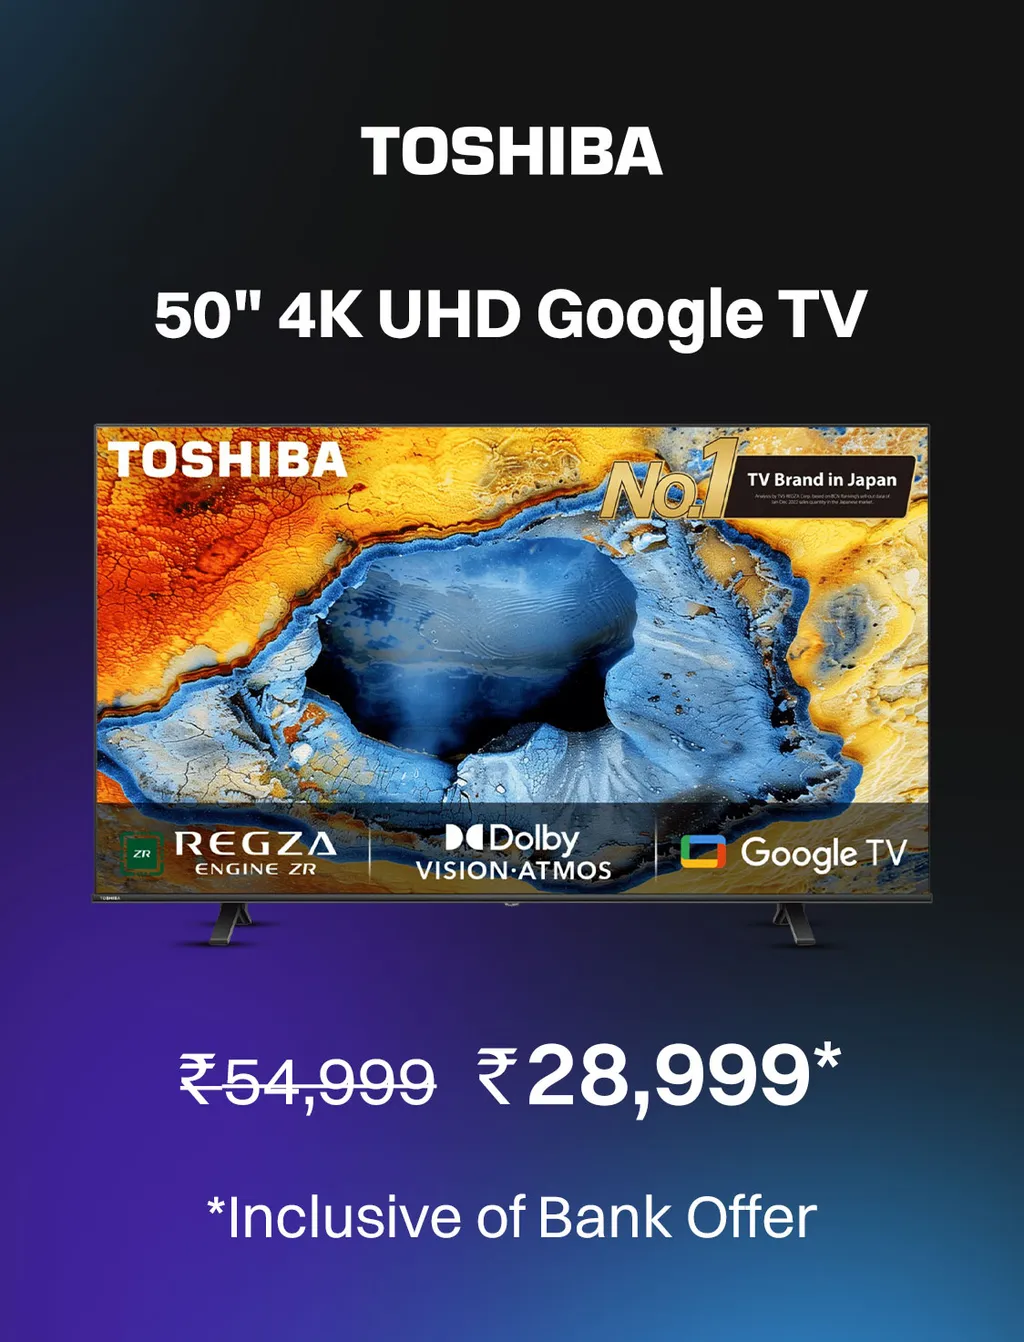 TOSHIBA
50" 4K UHD Google TV
TOSHIBA
No.1
TV Brand in Japan
ZR
REGZA
ENGINE ZR
Dolby
VISION·ATMOS
Google TV
TOSHIBA
₹54,999 ₹28,999*
*Inclusive of Bank Offer